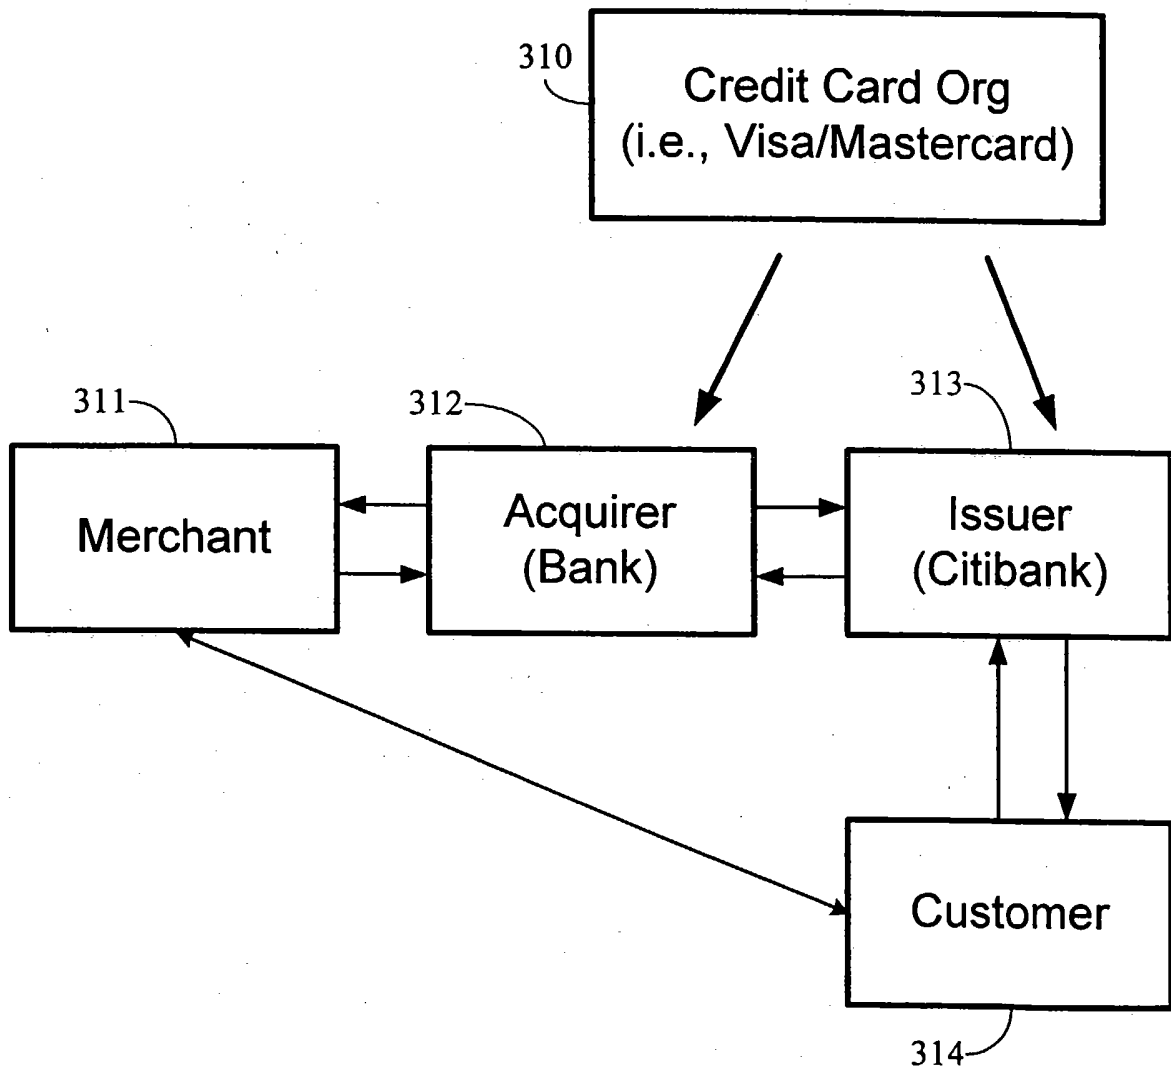 310
Credit Card Org
(i.e., Visa/Mastercard)
311
312
313
Merchant
Acquirer
(Bank)
Issuer
(Citibank)
Customer
314